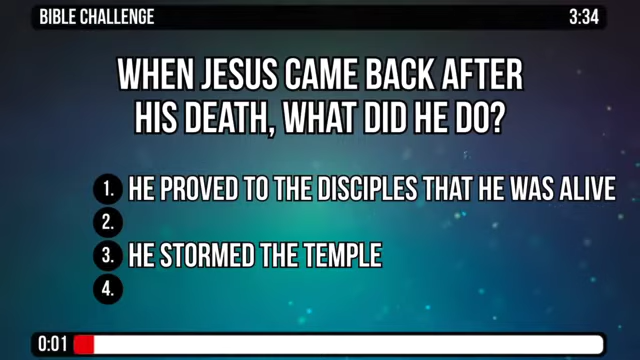 BIBLE CHALLENGE 3:34
WHEN JESUS CAME BACK AFTER
HIS DEATH, WHAT DID HE DO?
1. HE PROVED TO THE DISCIPLES THAT HE WAS ALIVE
2.
3. HE STORMED THE TEMPLE
4.
0:01